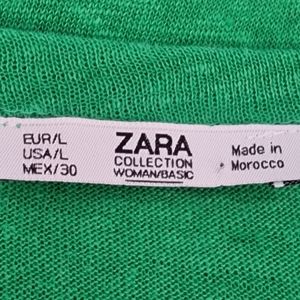 EUR/L
USA/L
MEX/30
ZARA
COLLECTION
WOMAN/BASIC
Made in
Morocco